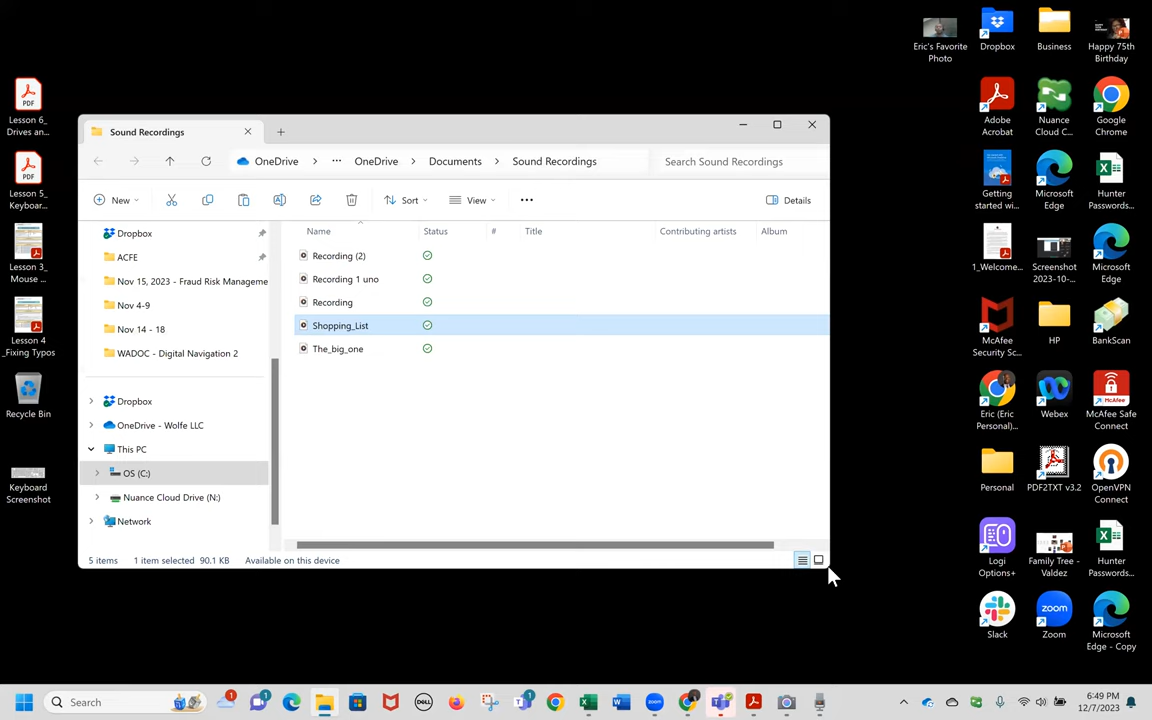 Lesson 6_
Drives an...
Lesson 5_
Keyboar...
Lesson 3_
Mouse ...
Lesson 4
_Fixing Typos
Recycle Bin
Keyboard
Screenshot
Sound Recordings
OneDrive > ... OneDrive > Documents > Sound Recordings
Search Sound Recordings
New
Sort
View
...
Details
Dropbox
ACFE
Nov 15, 2023 - Fraud Risk Manageme
Nov 4-9
Nov 14 - 18
WADOC - Digital Navigation 2
Dropbox
OneDrive - Wolfe LLC
This PC
OS (C:)
Nuance Cloud Drive (N:)
Network
Name Status # Title Contributing artists Album
Recording (2)
Recording 1 uno
Recording
Shopping_List
The_big_one
5 items 1 item selected 90.1 KB Available on this device
Eric's Favorite
Photo
Dropbox
Business
Happy 75th
Birthday
Adobe
Acrobat
Nuance
Cloud C...
Google
Chrome
Getting
started wi...
Microsoft
Edge
Hunter
Passwords...
1_Welcome...
Screenshot
2023-10-...
Microsoft
Edge
McAfee
Security Sc...
HP
BankScan
Eric (Eric
Personal)...
Webex
McAfee Safe
Connect
Personal
PDF2TXT v3.2
OpenVPN
Connect
Logi
Options+
Family Tree -
Valdez
Hunter
Passwords...
Slack
Zoom
Microsoft
Edge - Copy
Search
6:49 PM
12/7/2023